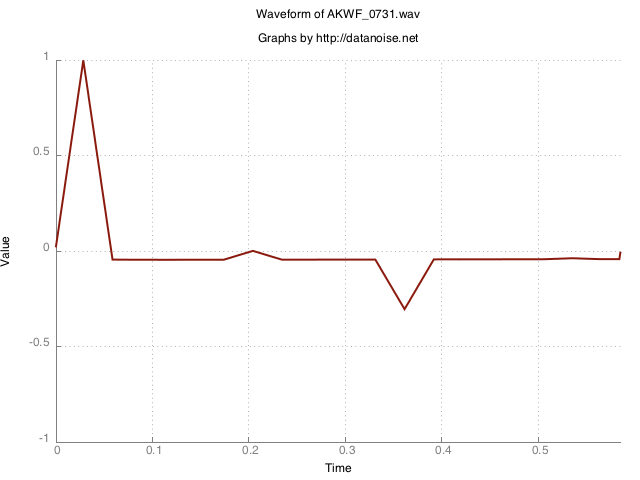 Waveform of AKWF_0731.wav
Graphs by http://datanoise.net
1
0.5
0
-0.5
-1
Value
0 0.1 0.2 0.3 0.4 0.5
Time